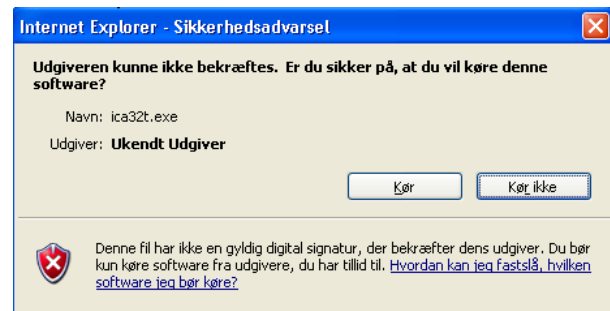 Internet Explorer - Sikkerhedsadvarsel
Udgiveren kunne ikke bekræftes. Er du sikker på, at du vil køre denne
software?
Navn: ica32t.exe
Udgiver: Ukendt Udgiver
Kør Kør ikke
Denne fil har ikke en gyldig digital signatur, der bekræfter dens udgiver. Du bør
kun køre software fra udgivere, du har tillid til. Hvordan kan jeg fastslå, hvilken
software jeg bør køre?